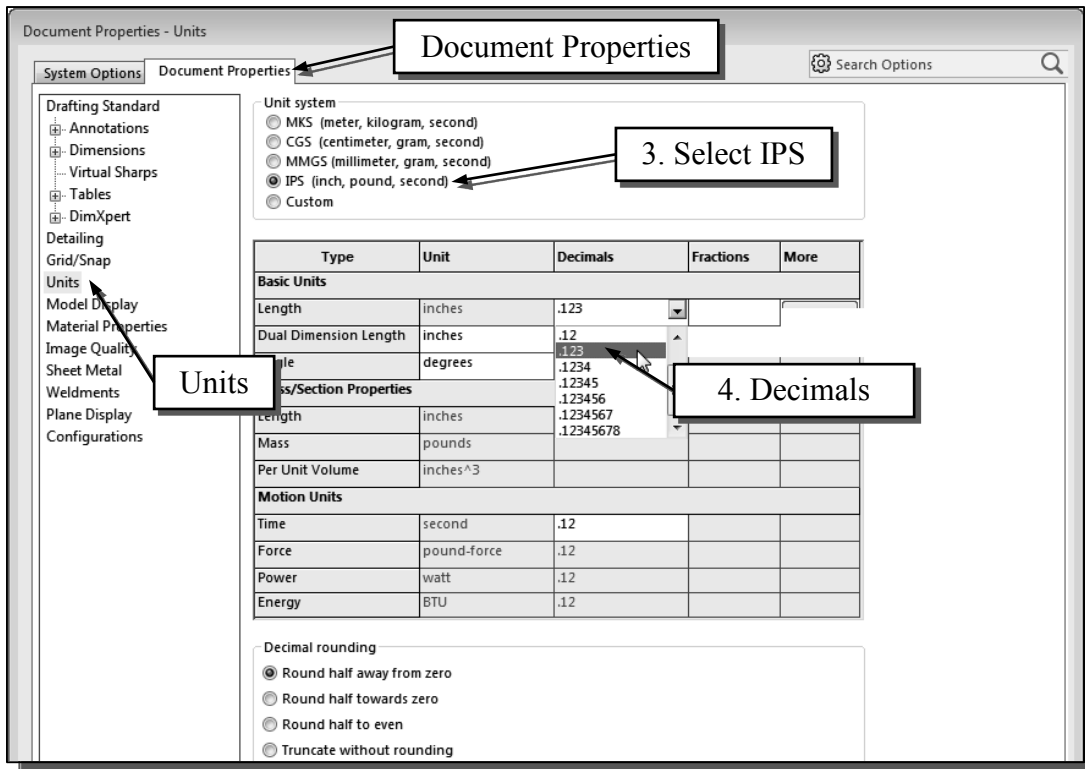 Document Properties - Units
Document Properties
System Options
Document Properties
Search Options
Drafting Standard
Annotations
Dimensions
Virtual Sharps
Tables
DimXpert
Detailing
Grid/Snap
Units
Model Display
Material Properties
Image Quality
Sheet Metal
Weldments
Plane Display
Configurations
Units
Unit system
MKS (meter, kilogram, second)
CGS (centimeter, gram, second)
MMGS (millimeter, gram, second)
IPS (inch, pound, second)
Custom
3. Select IPS
Type Unit Decimals Fractions More
Basic Units
Length inches .123
Dual Dimension Length inches .12
.123
degrees .1234
.12345
Properties .123456
Length inches .1234567
.12345678
4. Decimals
Mass pounds
Per Unit Volume inches^3
Motion Units
Time second .12
Force pound-force .12
Power watt .12
Energy BTU .12
Decimal rounding
Round half away from zero
Round half towards zero
Round half to even
Truncate without rounding